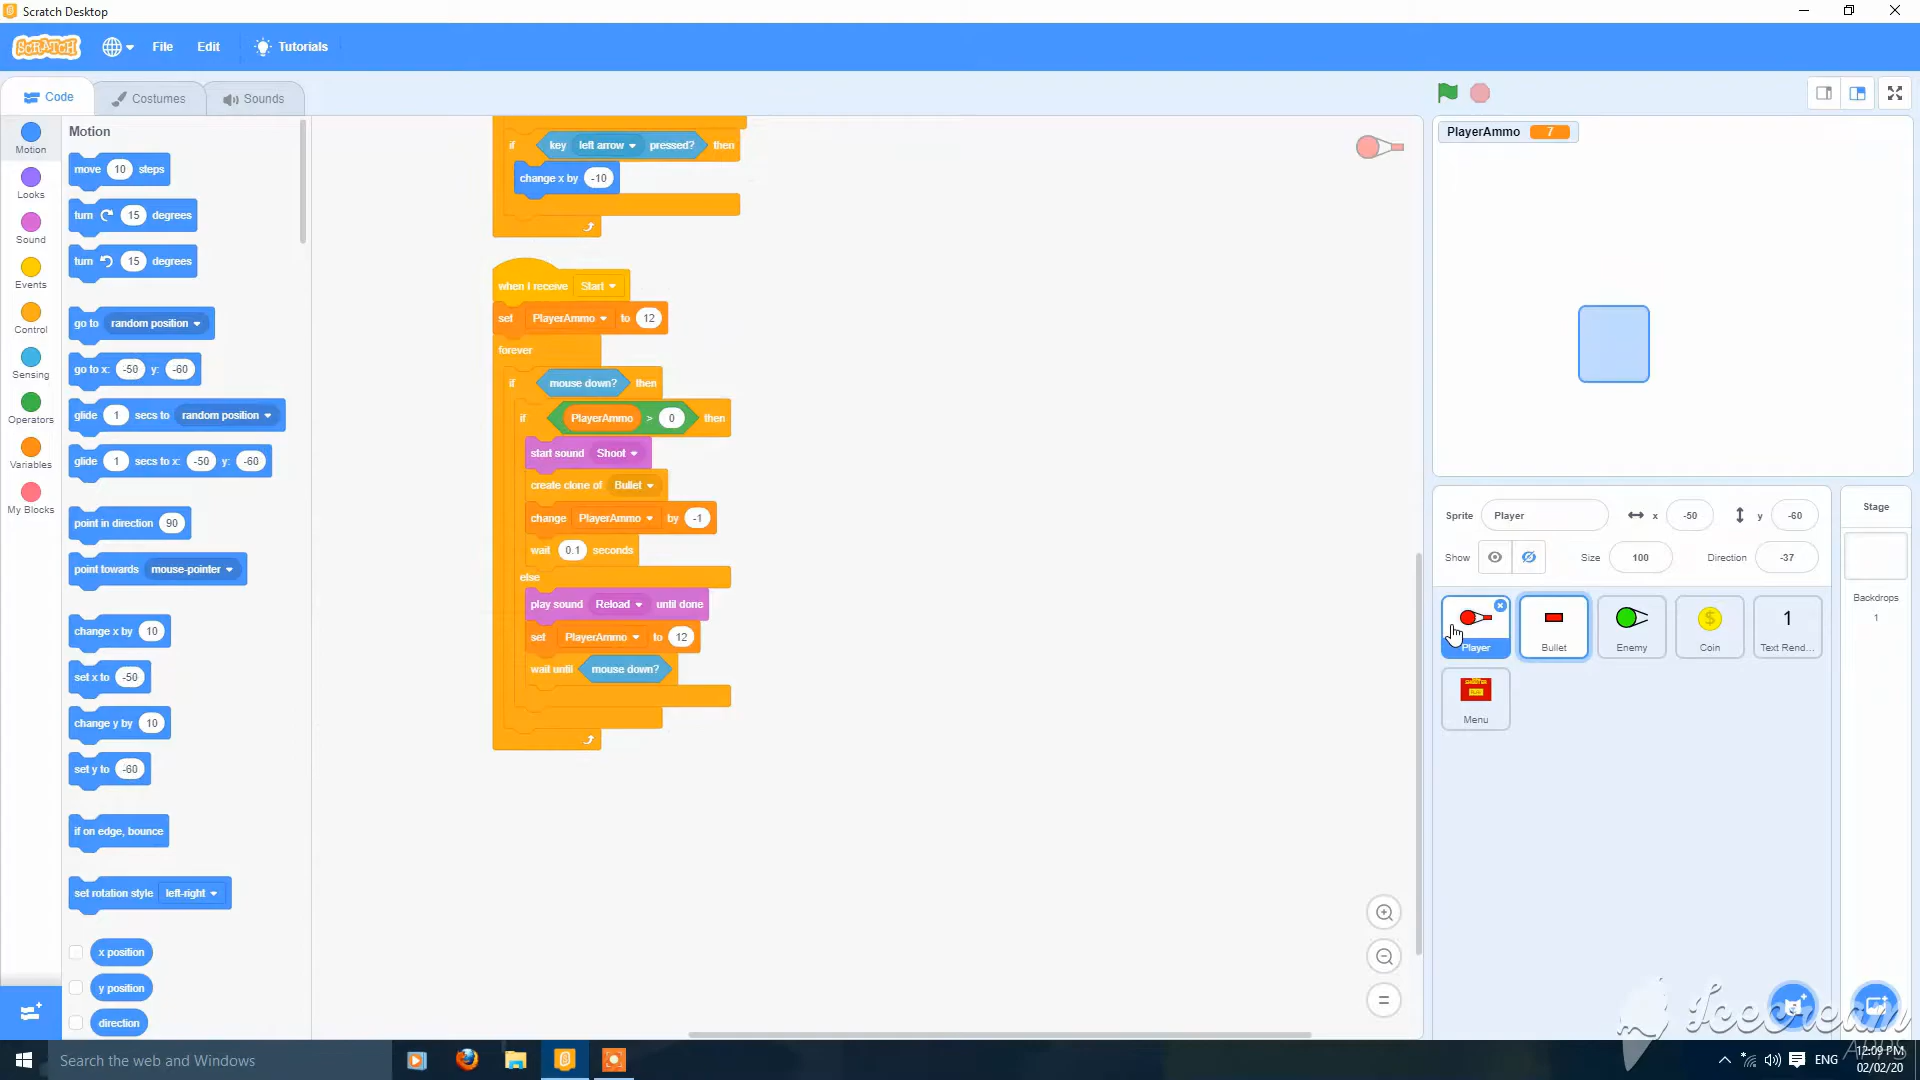 Scratch Desktop
SCRATCH File Edit Tutorials
Code Costumes Sounds
Motion
Looks
Sound
Events
Control
Sensing
Operators
Variables
My Blocks
Motion
move 10 steps
turn 15 degrees
turn 15 degrees
go to random position
go to x: -50 y: -60
glide 1 secs to random position
glide 1 secs to x: -50 y: -60
point in direction 90
point towards mouse-pointer
change x by 10
set x to -50
change y by 10
set y to -60
if on edge, bounce
set rotation style left-right
x position
y position
direction
if key left arrow pressed? then
change x by -10
when I receive Start
set PlayerAmmo to 12
forever
if mouse down? then
if PlayerAmmo > 0 then
start sound Shoot
create clone of Bullet
change PlayerAmmo by -1
wait 0.1 seconds
else
play sound Reload until done
set PlayerAmmo to 12
wait until mouse down?
PlayerAmmo 7
Sprite Player x -50 y -60
Show Size 100 Direction -37
Player Bullet Enemy Coin 1 Text Rend...
Menu
Stage
Backdrops
1
Icecream
APPS
Search the web and Windows
ENG 12:09 PM
02/02/20